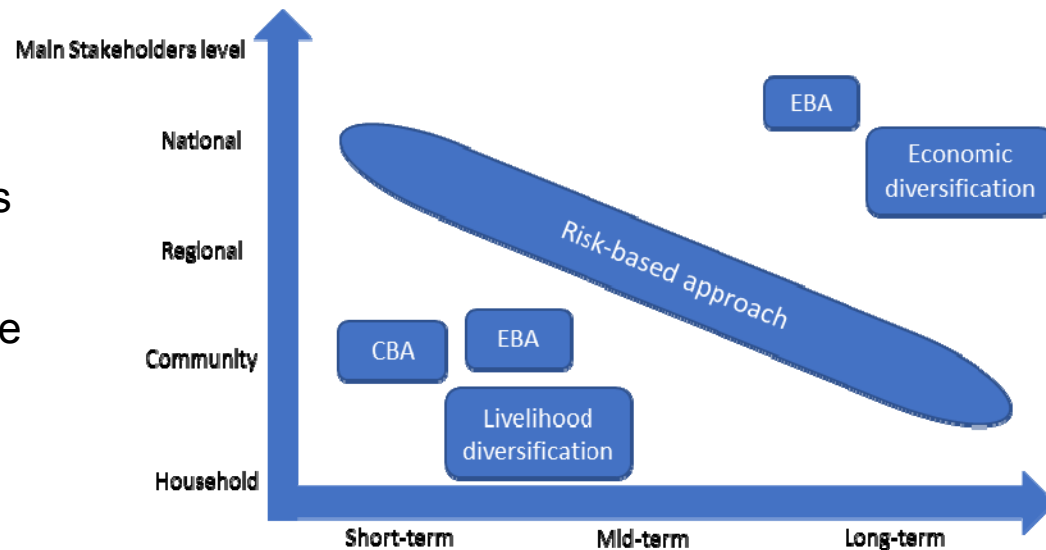 Main Stakeholders level
EBA
National
Economic
diversification
s
Risk-based approach
Regional
e
CBA
EBA
Community
Livelihood
diversification
Household
Short-term
Mid-term
Long-term